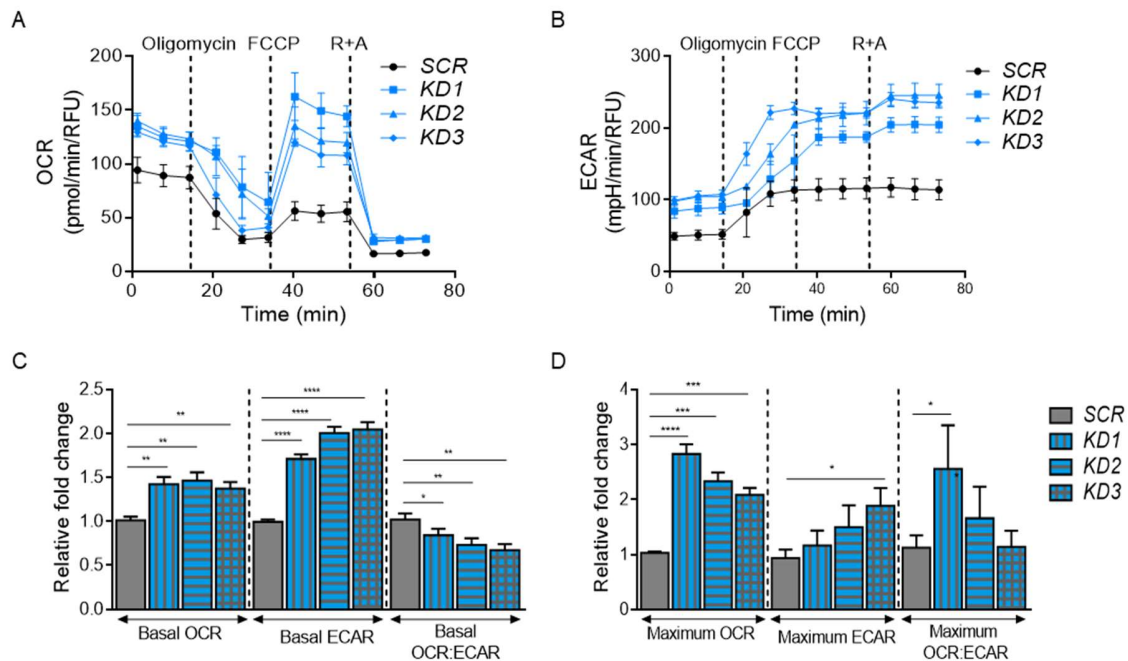 A
Oligomycin FCCP R+A
200
150
100
50
0
OCR
(pmol/min/RFU)
0 20 40 60 80
Time (min)
SCR
KD1
KD2
KD3
B
Oligomycin FCCP R+A
300
200
100
0
ECAR
(mpH/min/RFU)
0 20 40 60 80
Time (min)
SCR
KD1
KD2
KD3
C
Relative fold change
2.5
2.0
1.5
1.0
0.5
0.0
**
**
**
****
****
****
**
**
*
Basal OCR
Basal ECAR
Basal
OCR:ECAR
D
Relative fold change
4
3
2
1
0
***
***
****
*
*
Maximum OCR
Maximum ECAR
Maximum
OCR:ECAR
SCR
KD1
KD2
KD3